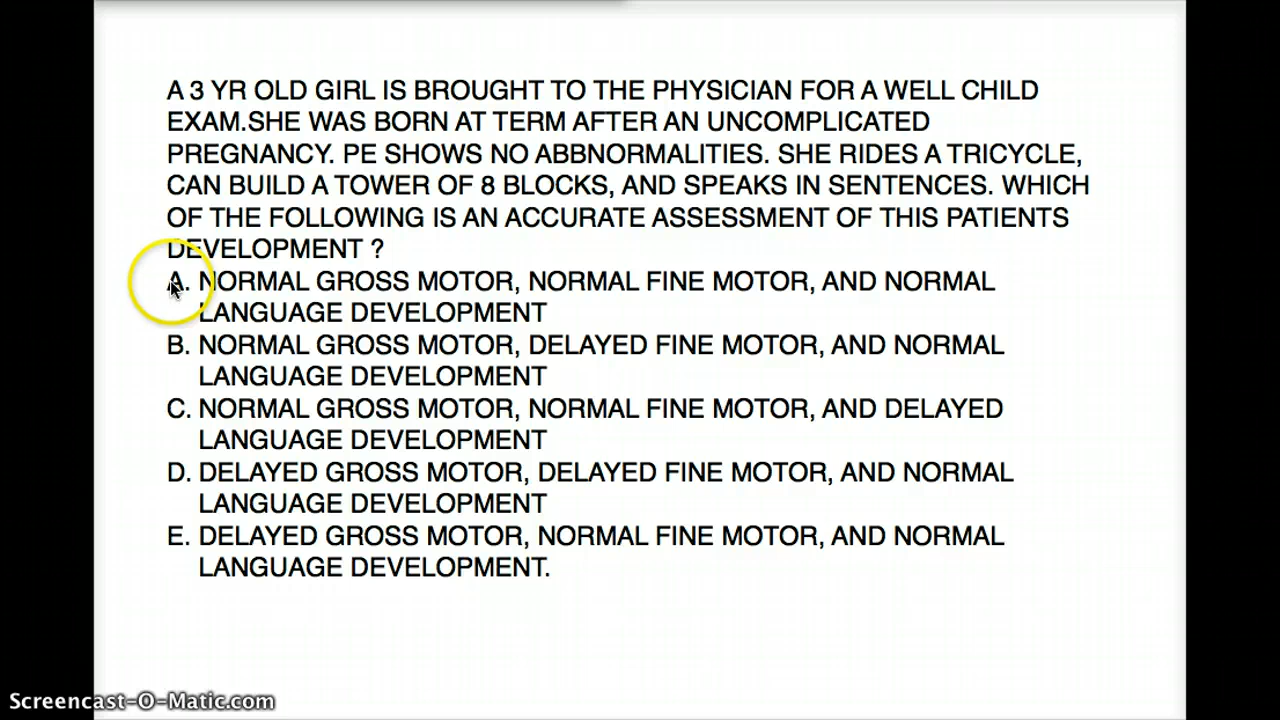 A 3 YR OLD GIRL IS BROUGHT TO THE PHYSICIAN FOR A WELL CHILD
EXAM.SHE WAS BORN AT TERM AFTER AN UNCOMPLICATED
PREGNANCY. PE SHOWS NO ABBNORMALITIES. SHE RIDES A TRICYCLE,
CAN BUILD A TOWER OF 8 BLOCKS, AND SPEAKS IN SENTENCES. WHICH
OF THE FOLLOWING IS AN ACCURATE ASSESSMENT OF THIS PATIENTS
DEVELOPMENT ?
A. NORMAL GROSS MOTOR, NORMAL FINE MOTOR, AND NORMAL
LANGUAGE DEVELOPMENT
B. NORMAL GROSS MOTOR, DELAYED FINE MOTOR, AND NORMAL
LANGUAGE DEVELOPMENT
C. NORMAL GROSS MOTOR, NORMAL FINE MOTOR, AND DELAYED
LANGUAGE DEVELOPMENT
D. DELAYED GROSS MOTOR, DELAYED FINE MOTOR, AND NORMAL
LANGUAGE DEVELOPMENT
E. DELAYED GROSS MOTOR, NORMAL FINE MOTOR, AND NORMAL
LANGUAGE DEVELOPMENT.
Screencast-O-Matic.com